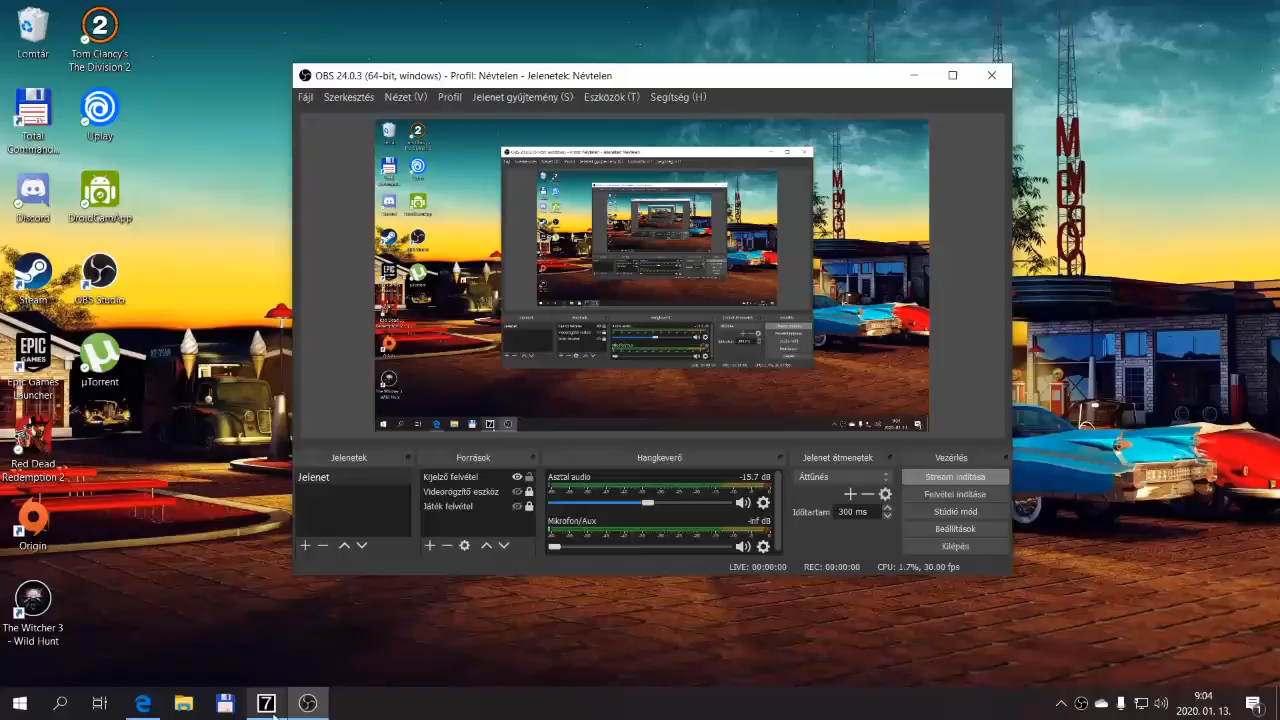 Lomtár
Tom Clancy's
The Division 2
Total
Comman​o...
Uplay
Discord
DroidCamApp
Steam
OBS Studio
Epic Games
Launcher
µTorrent
Red Dead
Redemption 2
Origin
The Witcher 3
- Wild Hunt
OBS 24.0.3 (64-bit, windows) - Profil: Névtelen - Jelenetek: Névtelen
Fájl Szerkesztés Nézet (V) Profil Jelenet gyűjtemény (S) Eszközök (T) Segítség (H)
MBOC
Jelenetek
Jelenet
Források
Kijelző felvétel
Videorögzítő eszköz
Játék felvétel
Hangkeverő
Asztal audio -15.7 dB
Mikrofon/Aux -inf dB
Jelenet átmenetek
Áttűnés
Időtartam 300 ms
Vezérlés
Stream indítása
Felvétel indítása
Stúdió mód
Beállítások
Kilépés
LIVE: 00:00:00 REC: 00:00:00 CPU: 1.7%, 30.00 fps
7
9:04
2020. 01. 13.
1